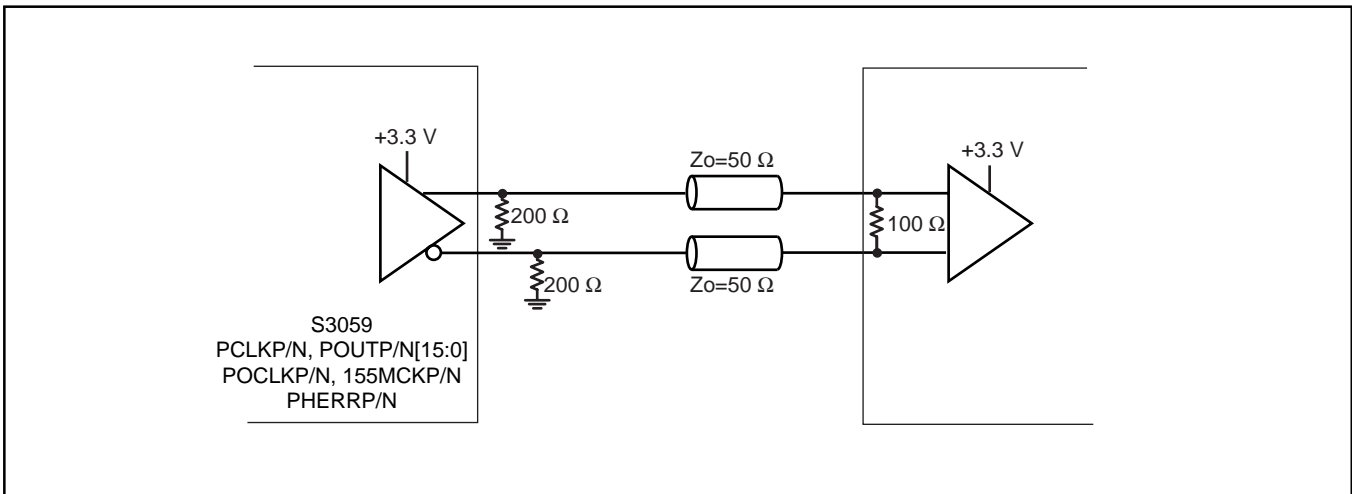 +3.3 V
Zo=50 Ω
+3.3 V
200 Ω
100 Ω
200 Ω
Zo=50 Ω
S3059
PCLKP/N, POUTP/N[15:0]
POCLKP/N, 155MCKP/N
PHERRP/N